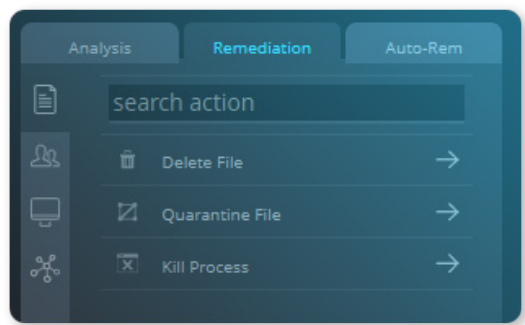 Analysis Remediation Auto-Rem
search action
Delete File
Quarantine File
Kill Process